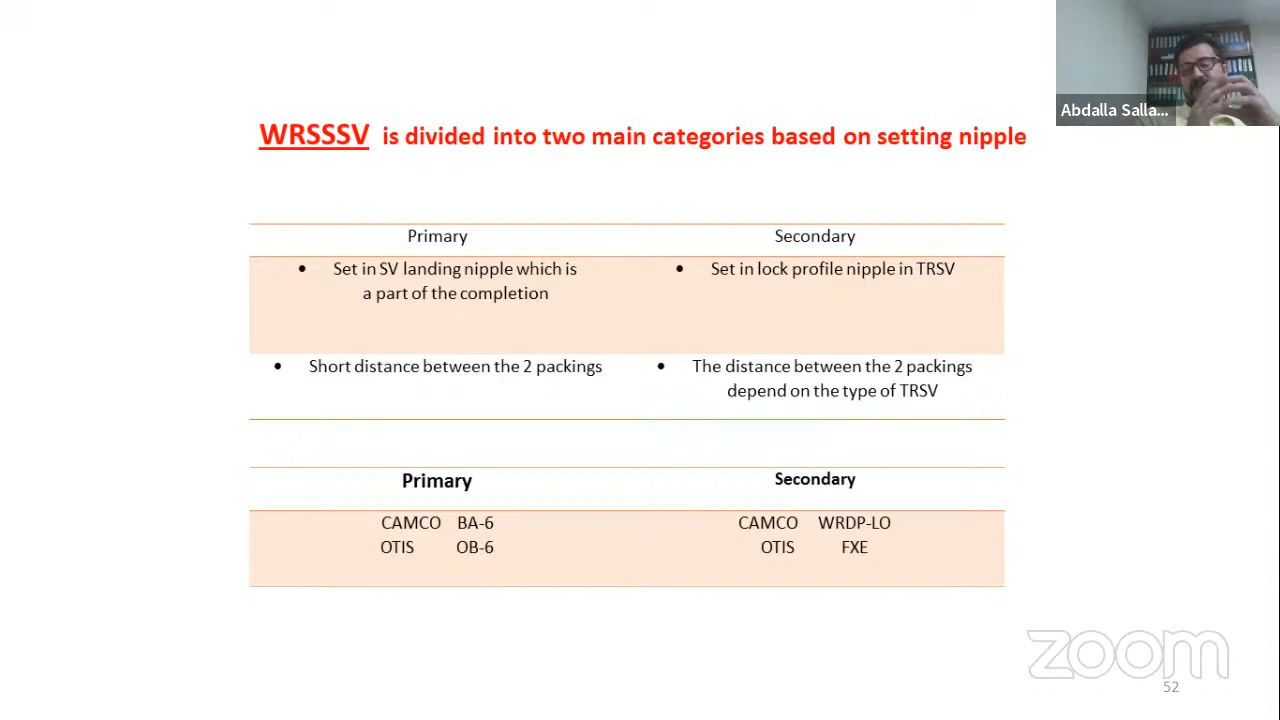 Abdalla Salla...
WRSSSV is divided into two main categories based on setting nipple
Primary Secondary
• Set in SV landing nipple which is • Set in lock profile nipple in TRSV
a part of the completion
• Short distance between the 2 packings • The distance between the 2 packings
depend on the type of TRSV
Primary Secondary
CAMCO BA-6 CAMCO WRDP-LO
OTIS OB-6 OTIS FXE
zoom
52